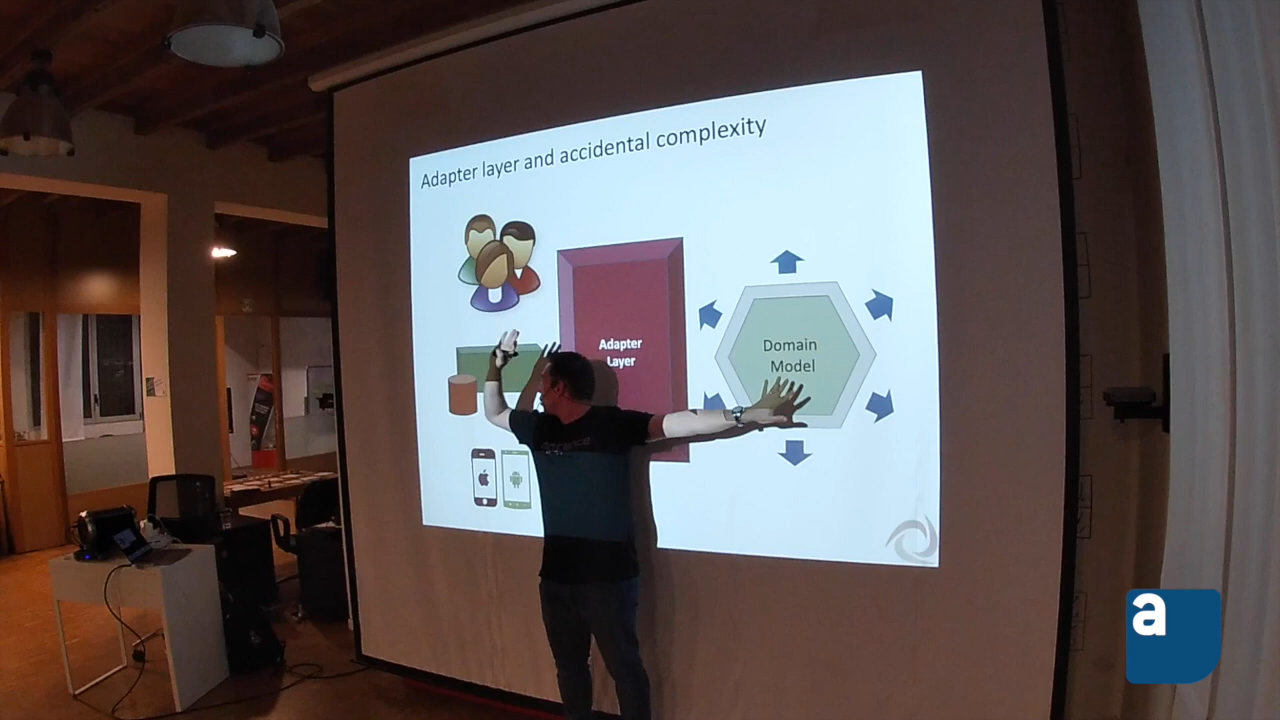 Adapter layer and accidental complexity
Adapter
Layer
Domain
Model
a